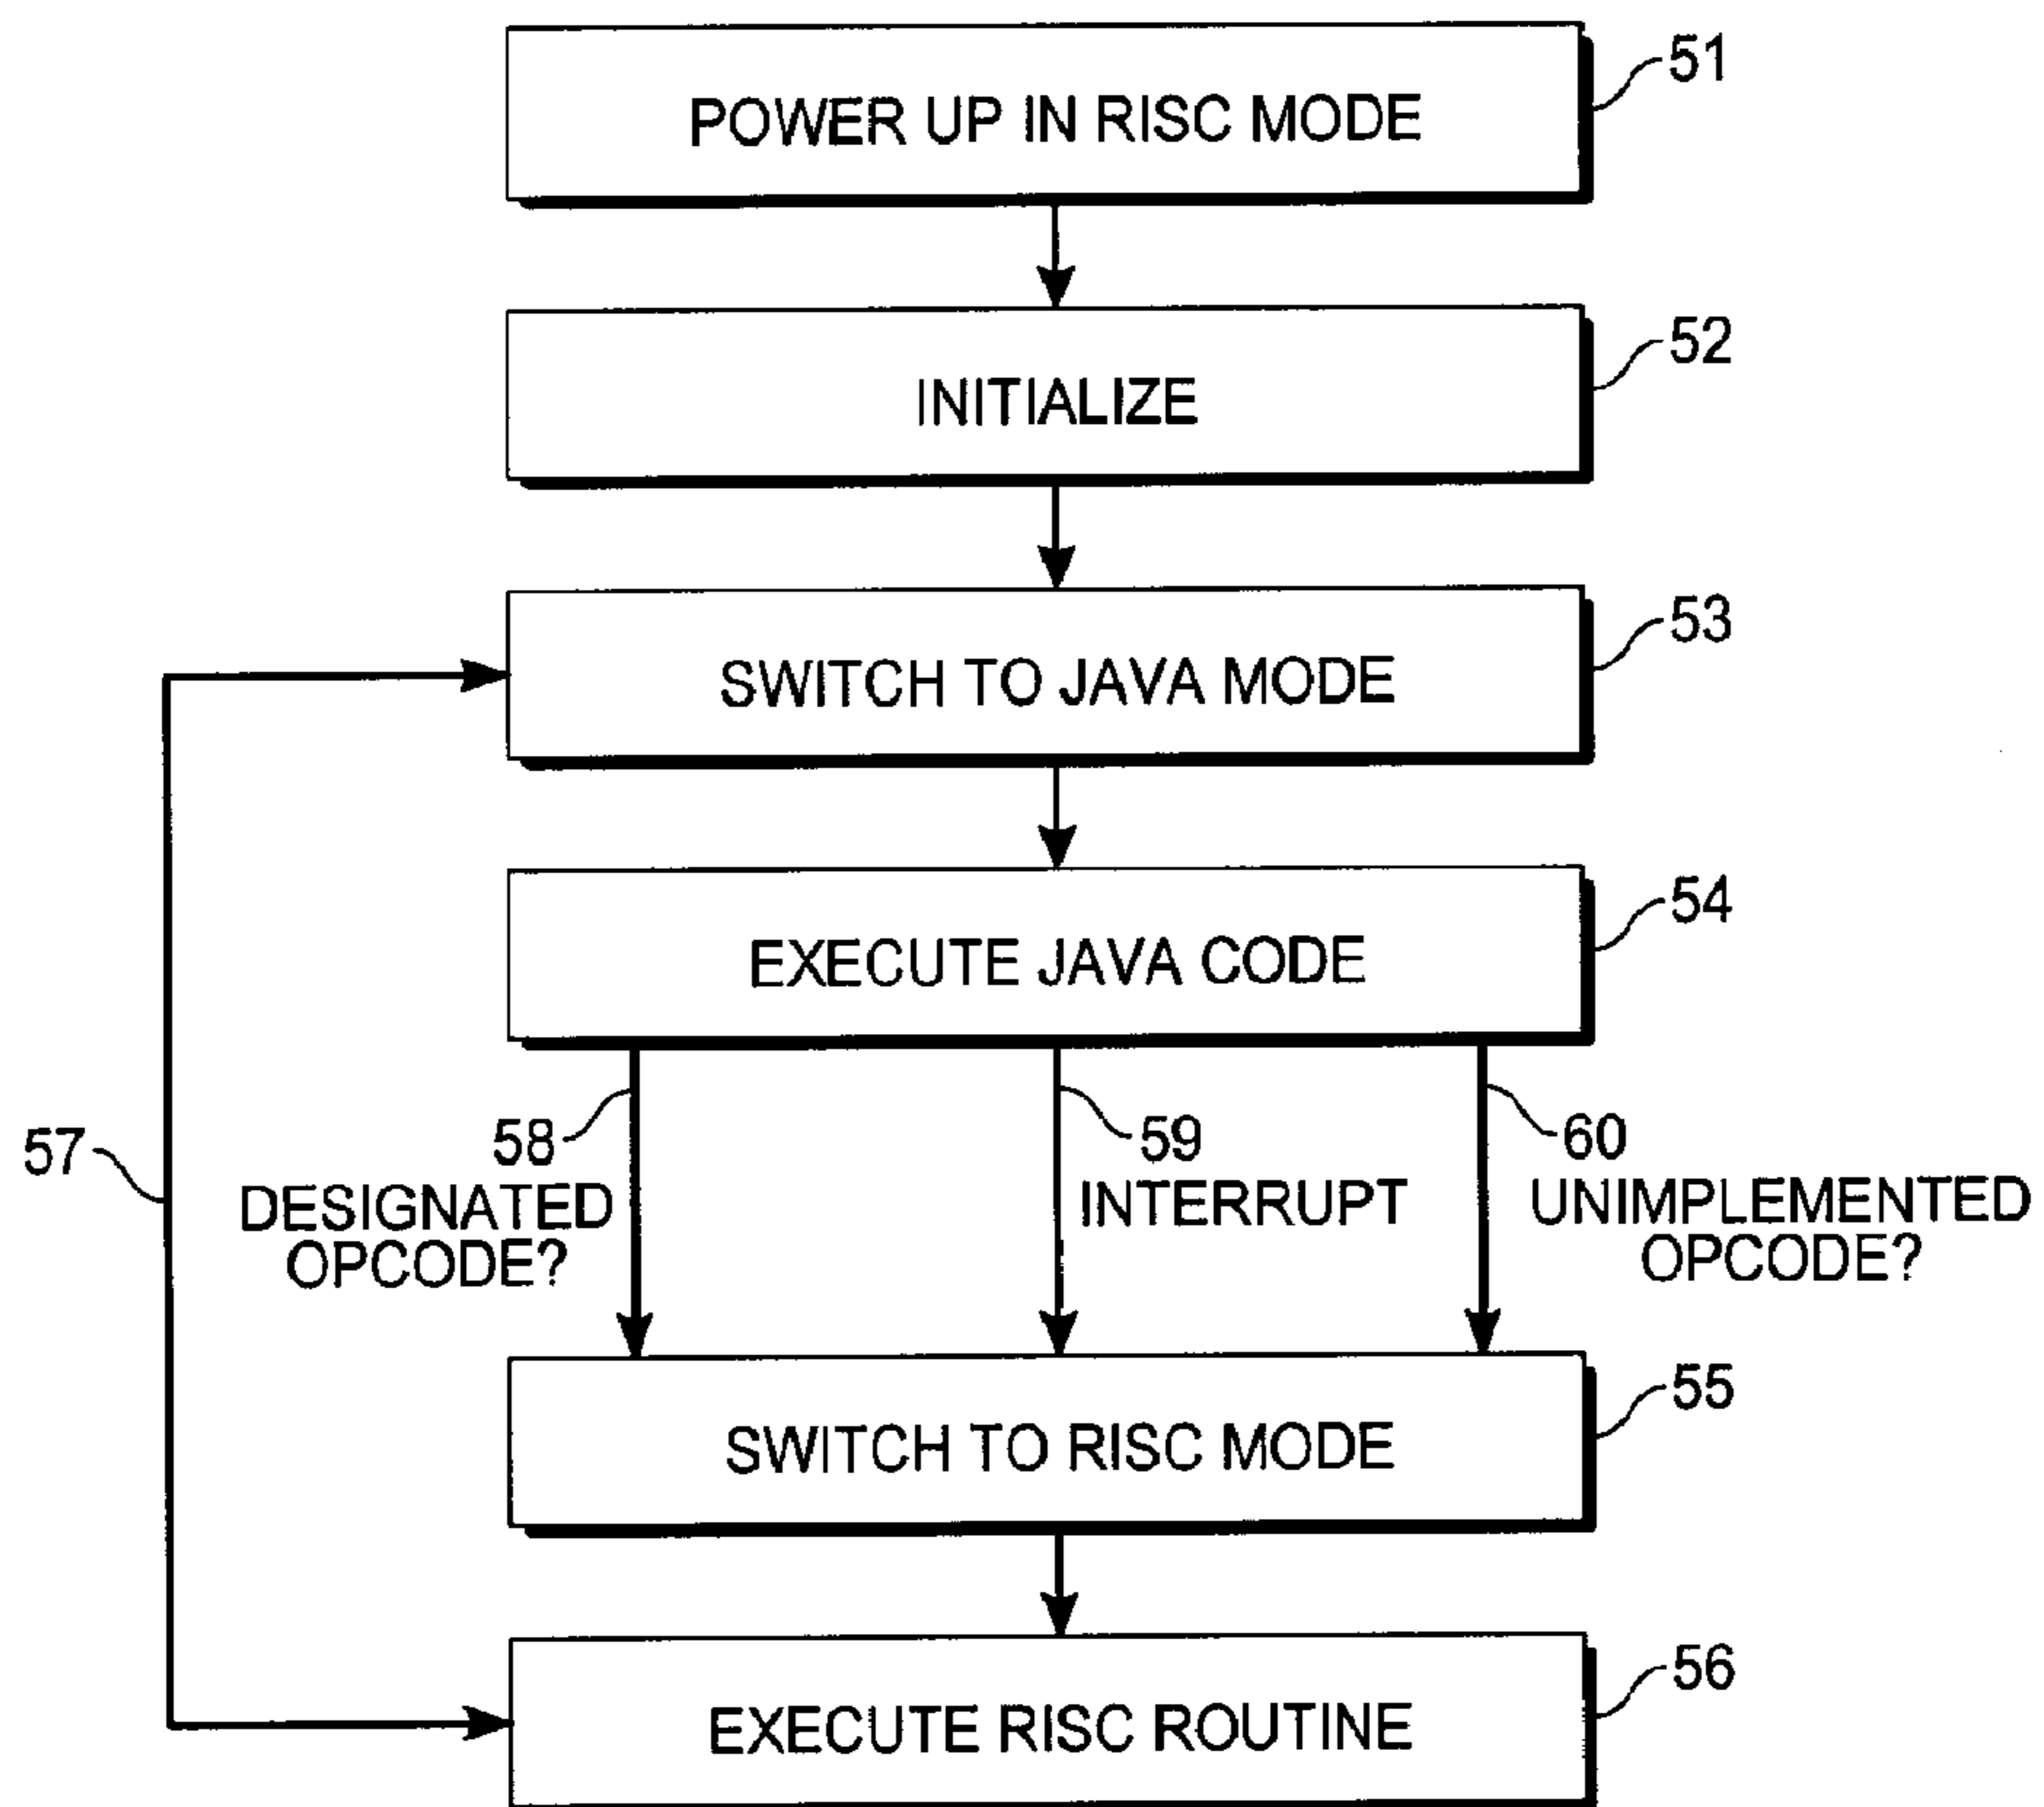 POWER UP IN RISC MODE
51
INITIALIZE
52
SWITCH TO JAVA MODE
53
EXECUTE JAVA CODE
54
57
58
DESIGNATED
OPCODE?
59
INTERRUPT
60
UNIMPLEMENTED
OPCODE?
SWITCH TO RISC MODE
55
EXECUTE RISC ROUTINE
56